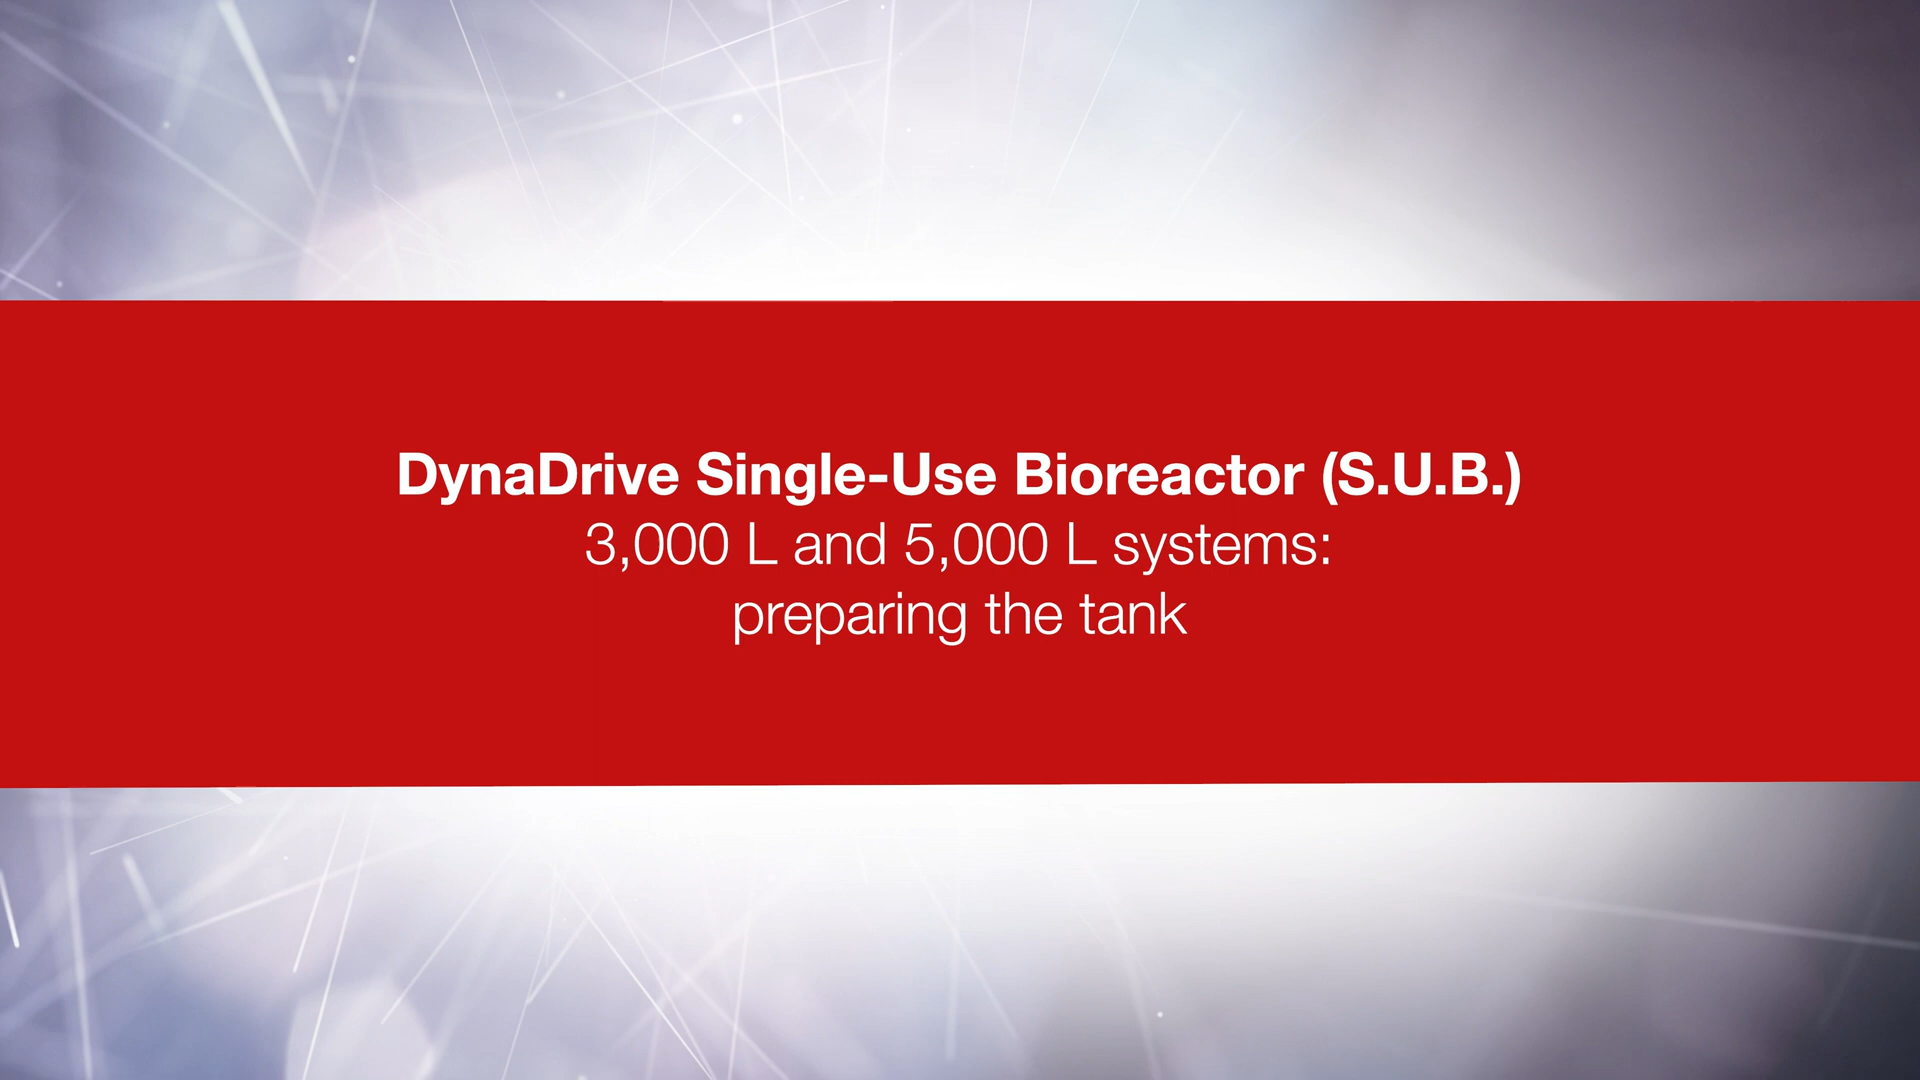 DynaDrive Single-Use Bioreactor (S.U.B.)
3,000 L and 5,000 L systems:
preparing the tank